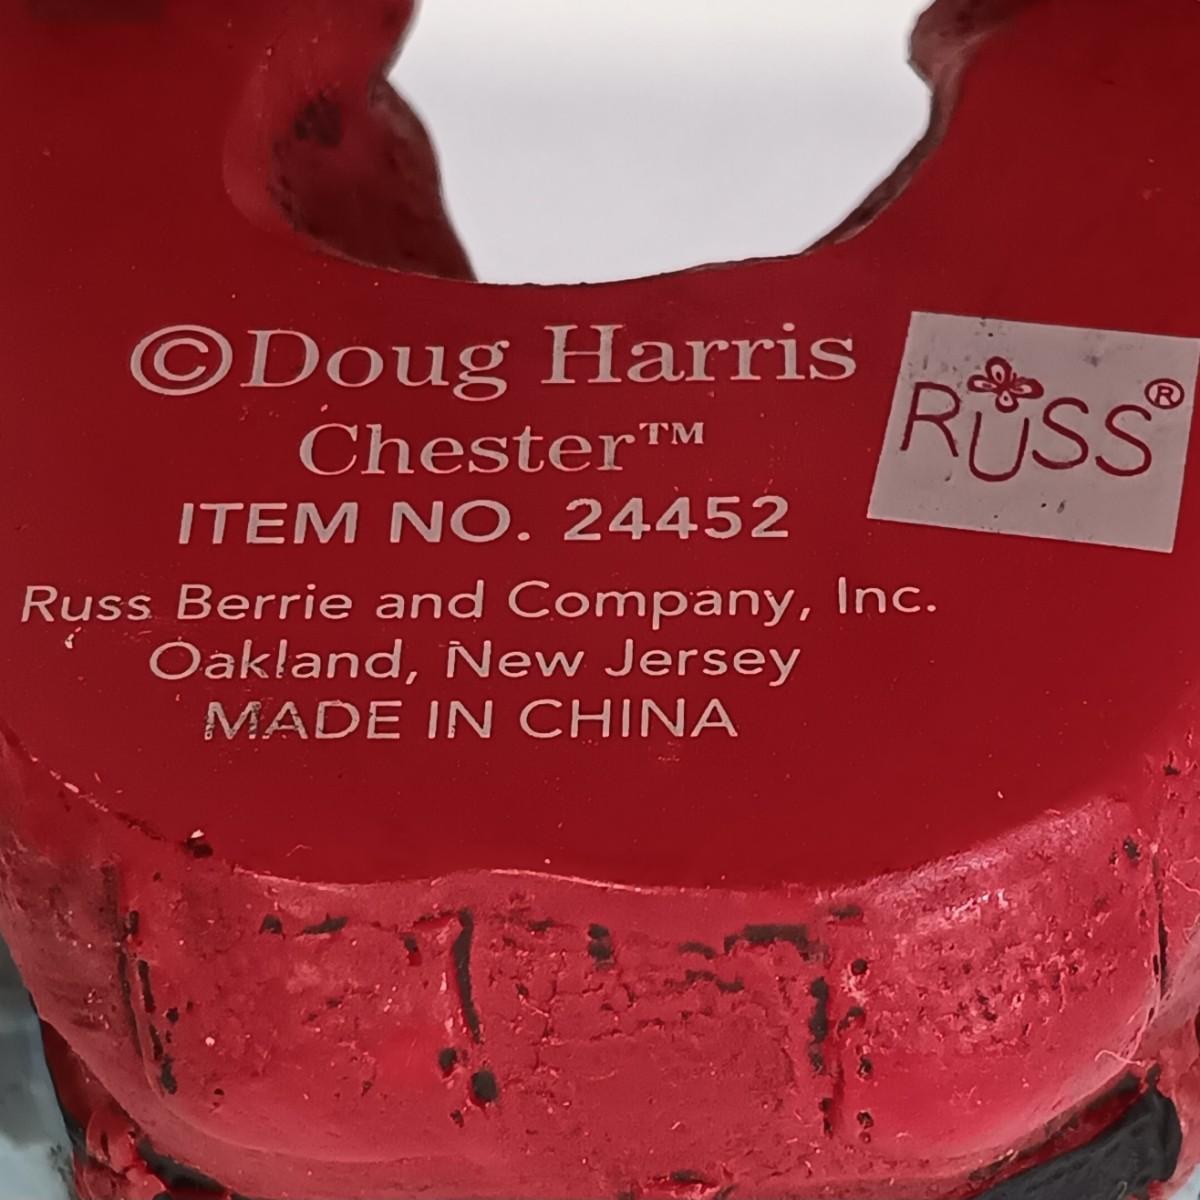 ©Doug Harris
Chester™
ITEM NO. 24452
Russ Berrie and Company, Inc.
Oakland, New Jersey
MADE IN CHINA
RUSS®